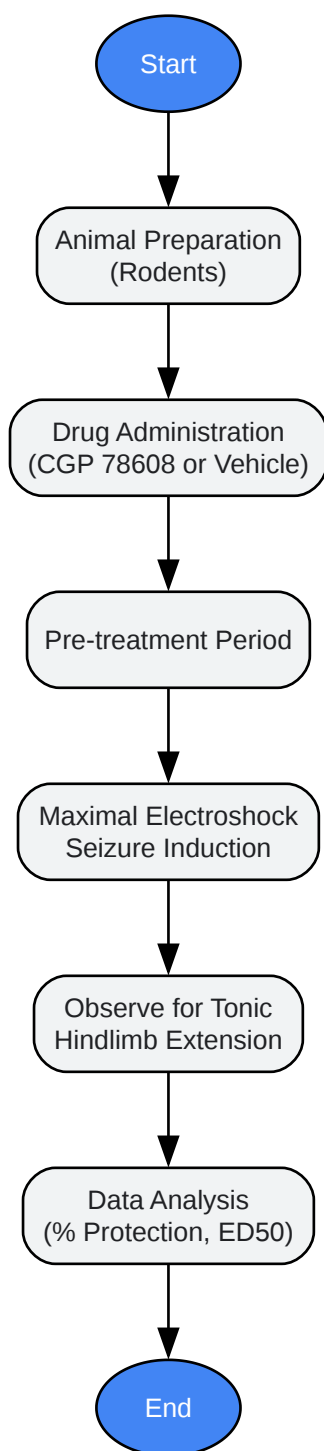 Start
Animal Preparation
(Rodents)
Drug Administration
(CGP 78608 or Vehicle)
Pre-treatment Period
Maximal Electroshock
Seizure Induction
Observe for Tonic
Hindlimb Extension
Data Analysis
(% Protection, ED50)
End